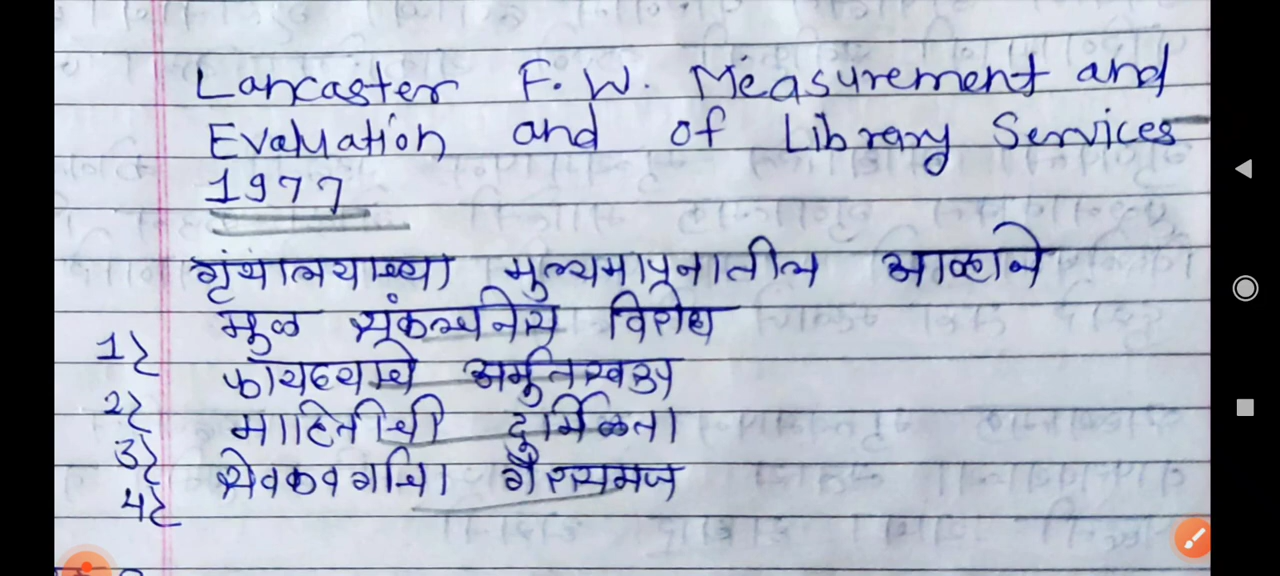 Lancaster F. W. Measurement and
Evaluation and of Library Services
1977
ग्रंथालयाच्या मुल्यमापनातील आव्हाने
1} मुळ संकल्पनेस विरोध
2} फायद्याचे अर्मुतस्वरूप
3} माहितीची दुर्मिळता
4} सेवकवर्गाचा गैरसमज